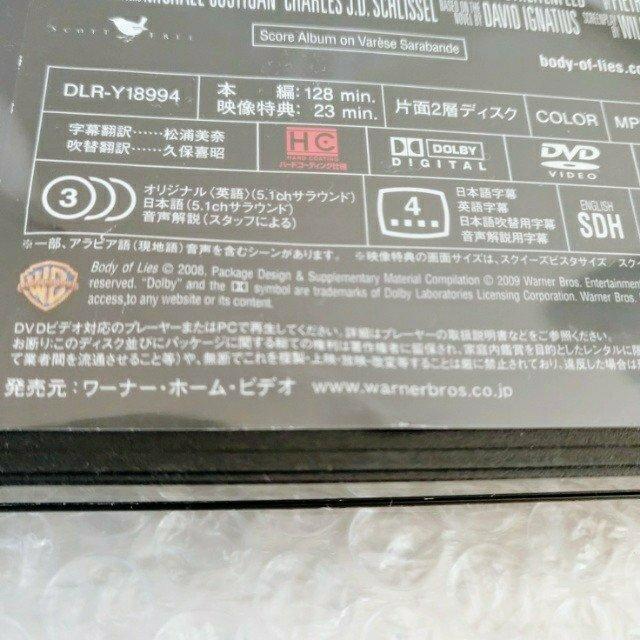 CHARLES J.D. SCHLISSEL
DAVID IGNATIUS
SCOTT FREE
Score Album on Varèse Sarabande
body-of-lies.co
DLR-Y18994
本編:128 min.
映像特典:23 min.
片面2層ディスク
COLOR
字幕翻訳……松浦美奈
吹替翻訳……久保喜昭
HC
HARD COATING
ハードコーティング仕様
DOLBY
DIGITAL
DVD
VIDEO
3
オリジナル(英語)〈5.1chサラウンド〉
日本語〈5.1chサラウンド〉
音声解説(スタッフによる)
4
日本語字幕
英語字幕
日本語吹替用字幕
音声解説用字幕
ENGLISH
SDH
※一部、アラビア語(現地語)音声を含むシーンがあります。 ※映像特典の画面サイズは、スクイーズビスタサイズ/
Body of Lies © 2008, Package Design & Supplementary Material Compilation © 2009 Warner Bros. Entertainment
reserved. "Dolby" and the symbol are trademarks of Dolby Laboratories Licensing Corporation. Warner Bros.
access,to any website or its content.
DVDビデオ対応のプレーヤーまたはPCで再生してください。詳細はプレーヤーの取扱説明書などをご参照ください。
発売元:ワーナー・ホーム・ビデオ www.warnerbros.co.jp